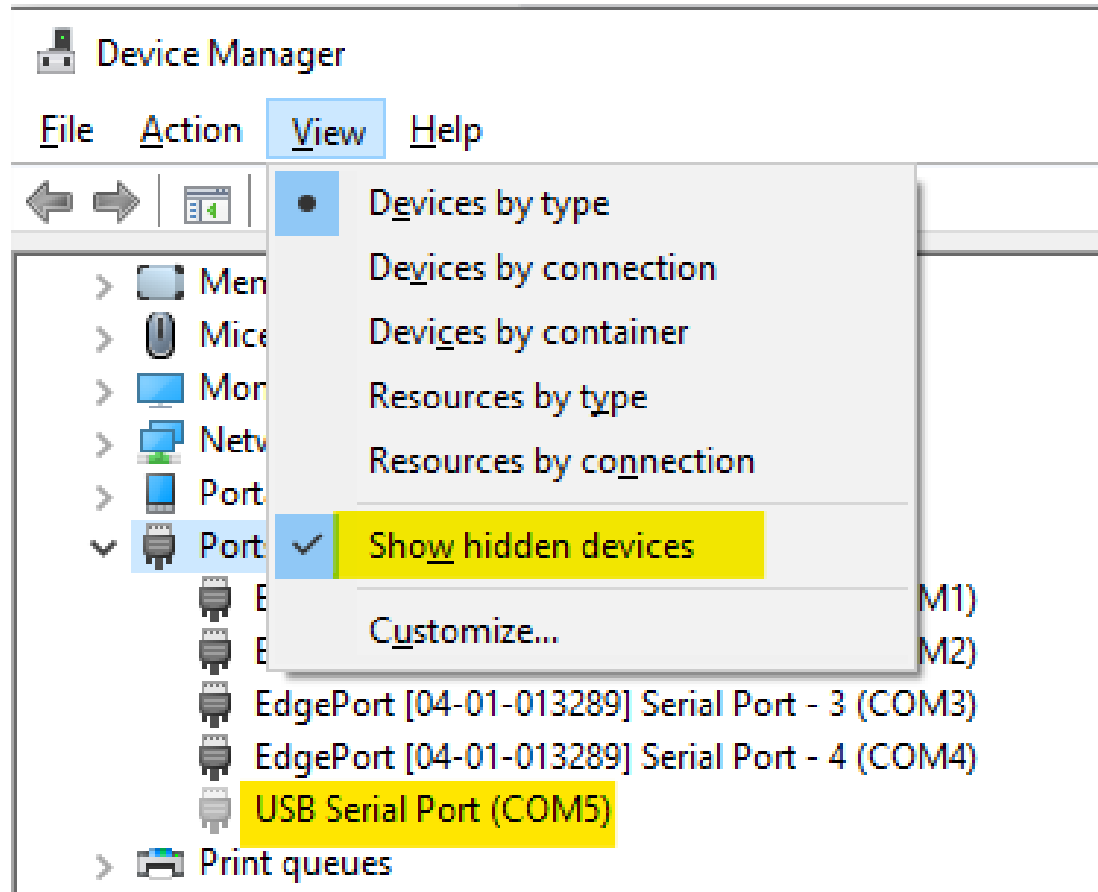 Device Manager
File Action View Help
Devices by type
Devices by connection
Devices by container
Resources by type
Resources by connection
Show hidden devices
Customize...
Mice
EdgePort [04-01-013289] Serial Port - 3 (COM3)
EdgePort [04-01-013289] Serial Port - 4 (COM4)
USB Serial Port (COM5)
Print queues